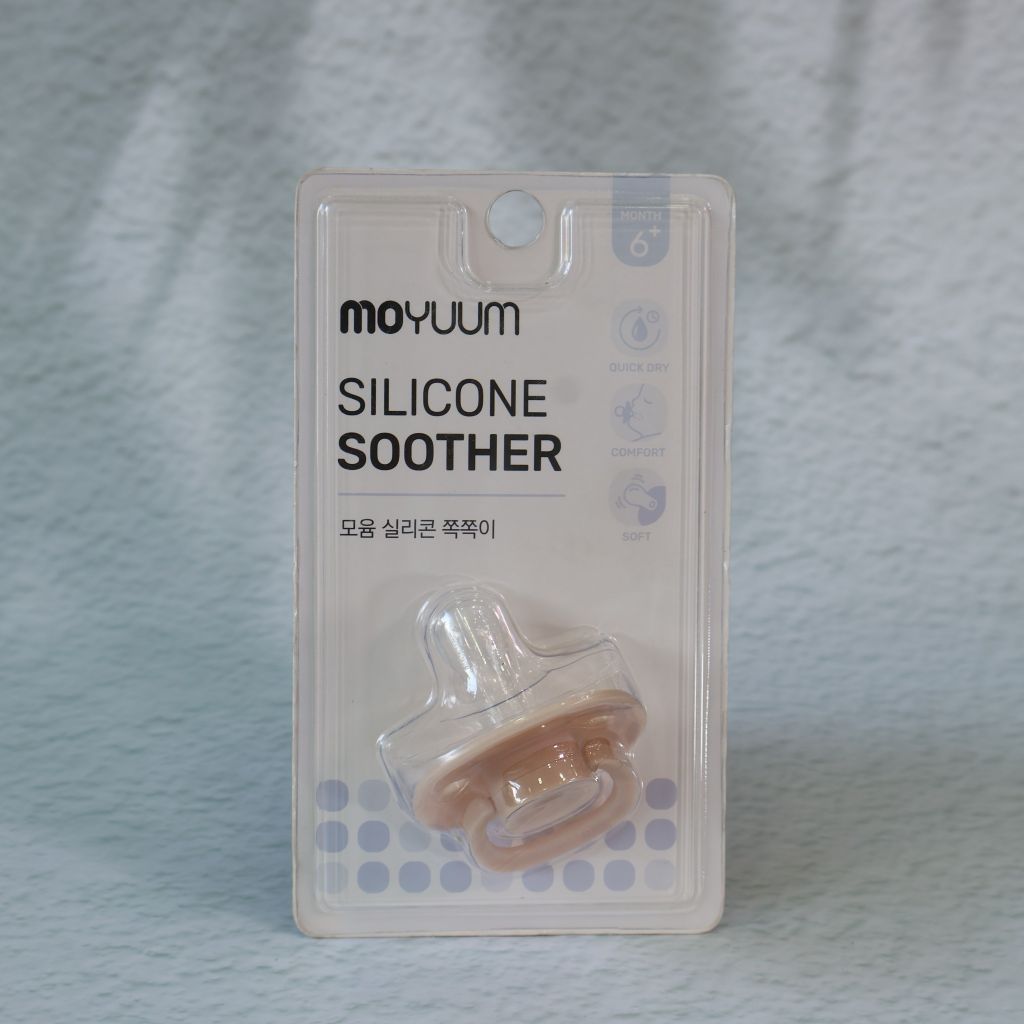 MONTH
6+
moyuum
QUICK DRY
SILICONE
SOOTHER
COMFORT
SOFT
모윰 실리콘 쪽쪽이